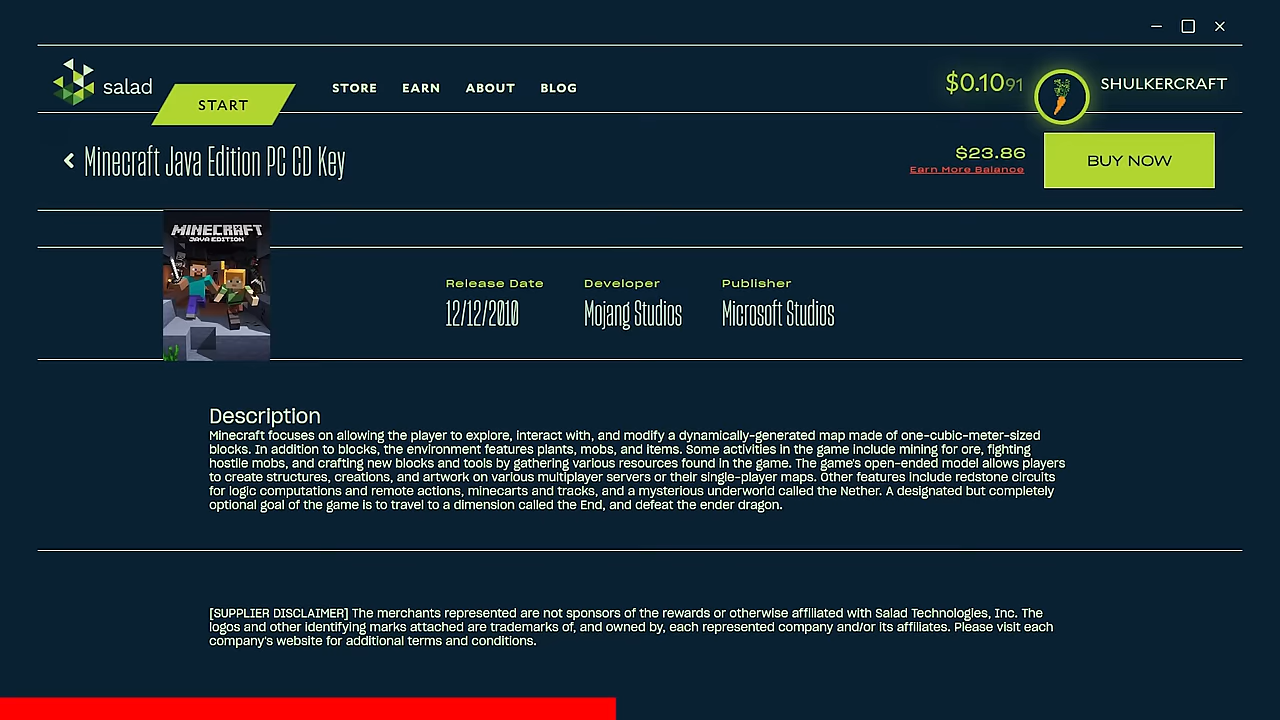 salad
START
STORE
EARN
ABOUT
BLOG
$0.1091
SHULKERCRAFT
Minecraft Java Edition PC CD Key
$23.86
Earn More Balance
BUY NOW
MINECRAFT
JAVA EDITION
Release Date
12/12/2010
Developer
Mojang Studios
Publisher
Microsoft Studios
Description
Minecraft focuses on allowing the player to explore, interact with, and modify a dynamically-generated map made of one-cubic-meter-sized
blocks. In addition to blocks, the environment features plants, mobs, and items. Some activities in the game include mining for ore, fighting
hostile mobs, and crafting new blocks and tools by gathering various resources found in the game. The game's open-ended model allows players
to create structures, creations, and artwork on various multiplayer servers or their single-player maps. Other features include redstone circuits
for logic computations and remote actions, minecarts and tracks, and a mysterious underworld called the Nether. A designated but completely
optional goal of the game is to travel to a dimension called the End, and defeat the ender dragon.
[SUPPLIER DISCLAIMER] The merchants represented are not sponsors of the rewards or otherwise affiliated with Salad Technologies, Inc. The
logos and other identifying marks attached are trademarks of, and owned by, each represented company and/or its affiliates. Please visit each
company's website for additional terms and conditions.